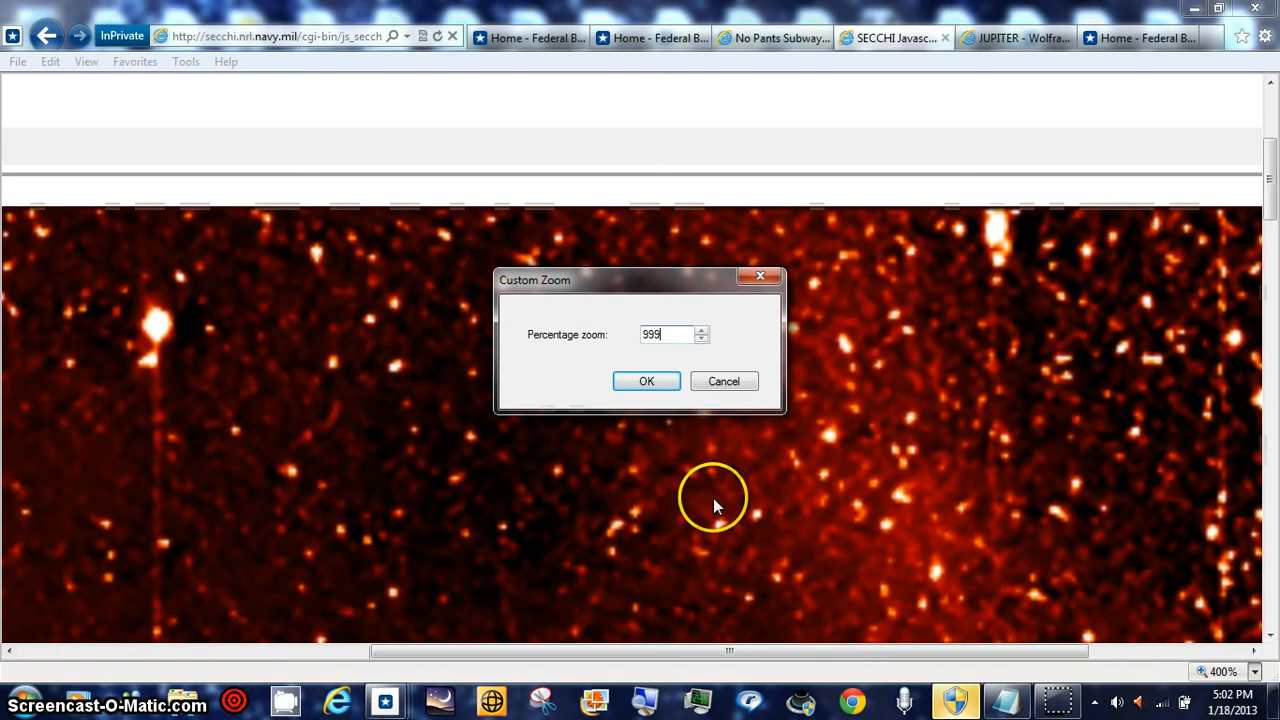 InPrivate
http://secchi.nrl.navy.mil/cgi-bin/js_secch
Home - Federal B...
Home - Federal B...
No Pants Subway...
SECCHI Javasc...
JUPITER - Wolfra...
Home - Federal B...
File Edit View Favorites Tools Help
Custom Zoom
Percentage zoom: 999
OK Cancel
400%
Screencast-O-Matic.com
5:02 PM
1/18/2013